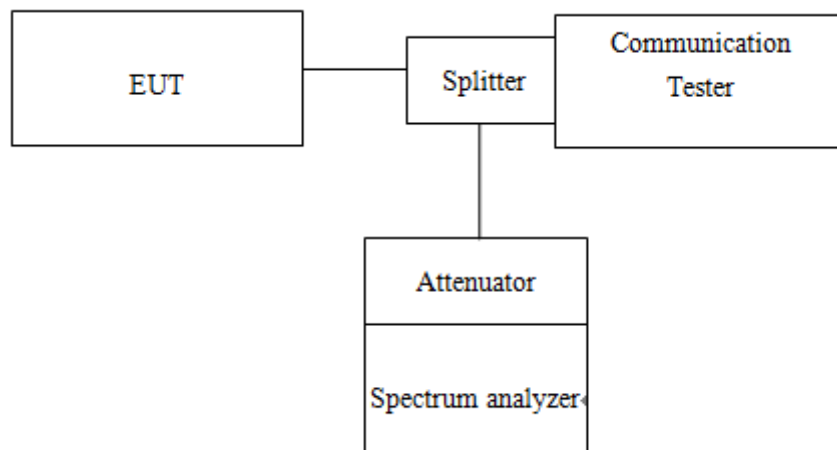 EUT
Splitter
Communication
Tester
Attenuator
Spectrum analyzer